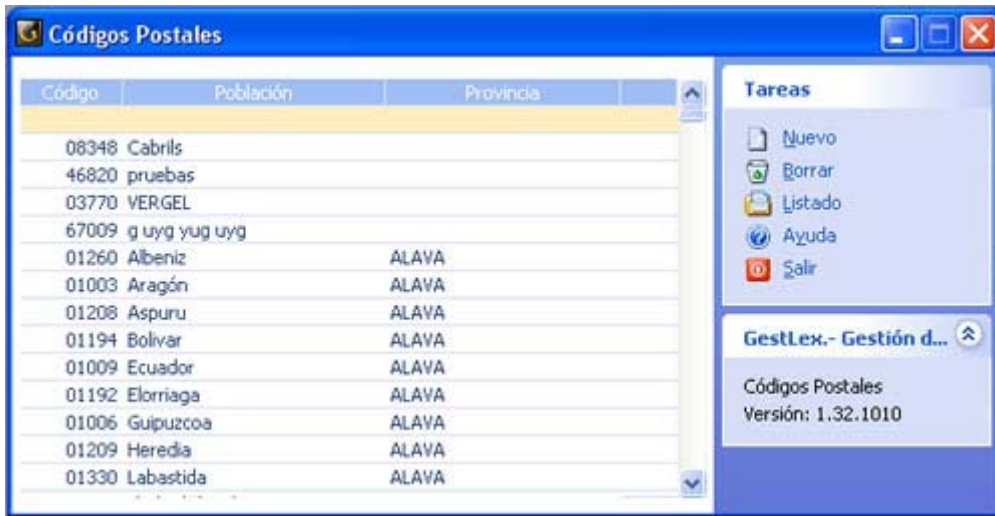 Códigos Postales
Código Población Provincia
08348 Cabrils
46820 pruebas
03770 VERGEL
67009 g uyg yug uyg
01260 Albeniz ALAVA
01003 Aragón ALAVA
01208 Aspuru ALAVA
01194 Bolivar ALAVA
01009 Ecuador ALAVA
01192 Elorriaga ALAVA
01006 Guipuzcoa ALAVA
01209 Heredia ALAVA
01330 Labastida ALAVA
Tareas
Nuevo
Borrar
Listado
Ayuda
Salir
GestLex.- Gestión d...
Códigos Postales
Versión: 1.32.1010